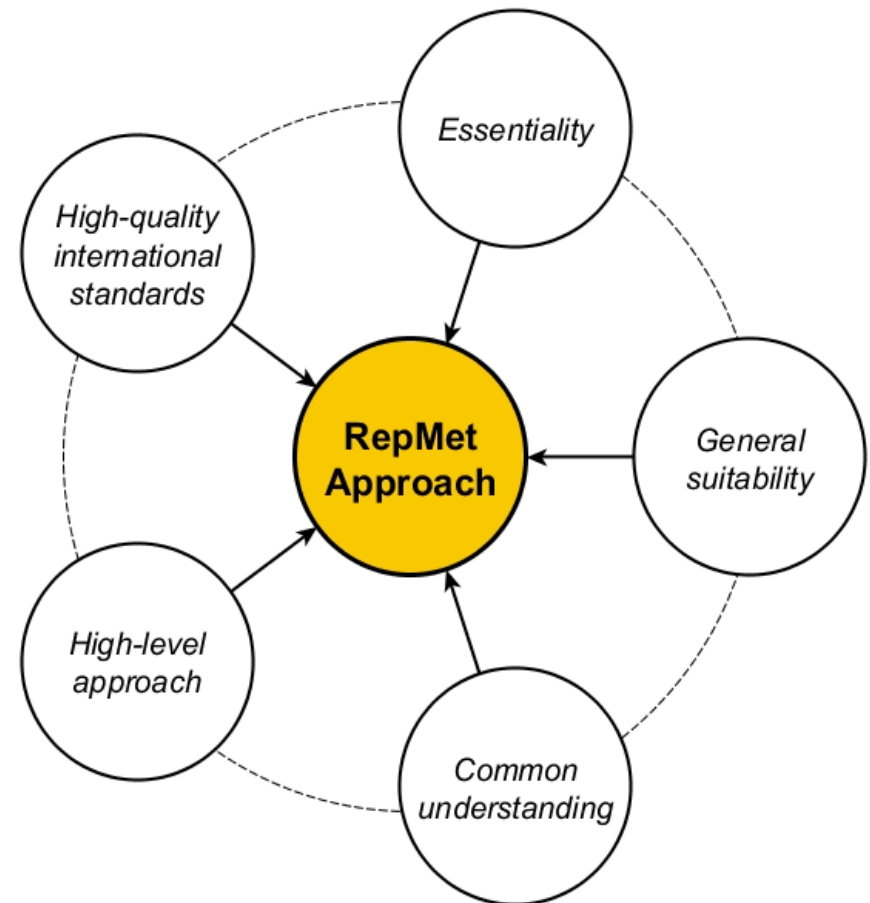 Essentiality
High-quality
international
standards
RepMet
Approach
General
suitability
High-level
approach
Common
understanding